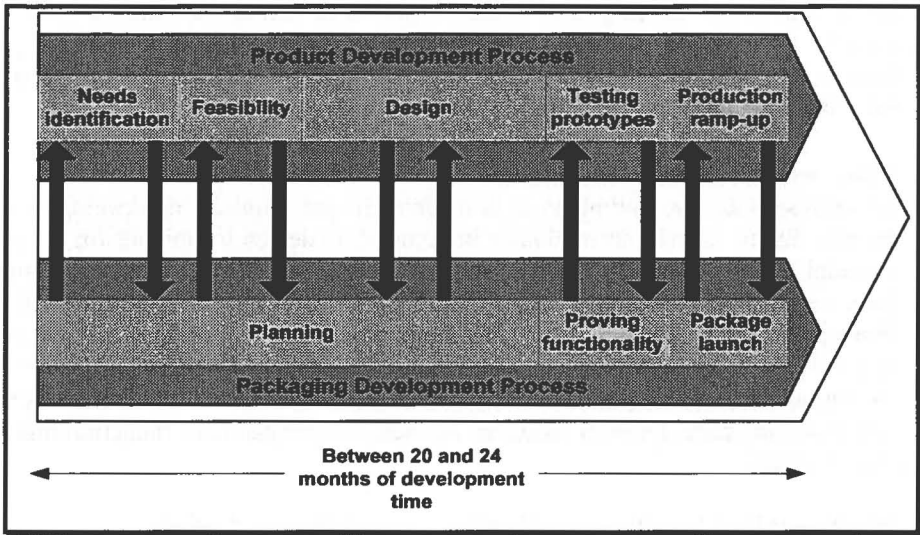 Product Development Process
Needs
identification
Feasibility
Design
Testing
prototypes
Production
ramp-up
Planning
Proving
functionality
Package
launch
Packaging Development Process
Between 20 and 24
months of development
time